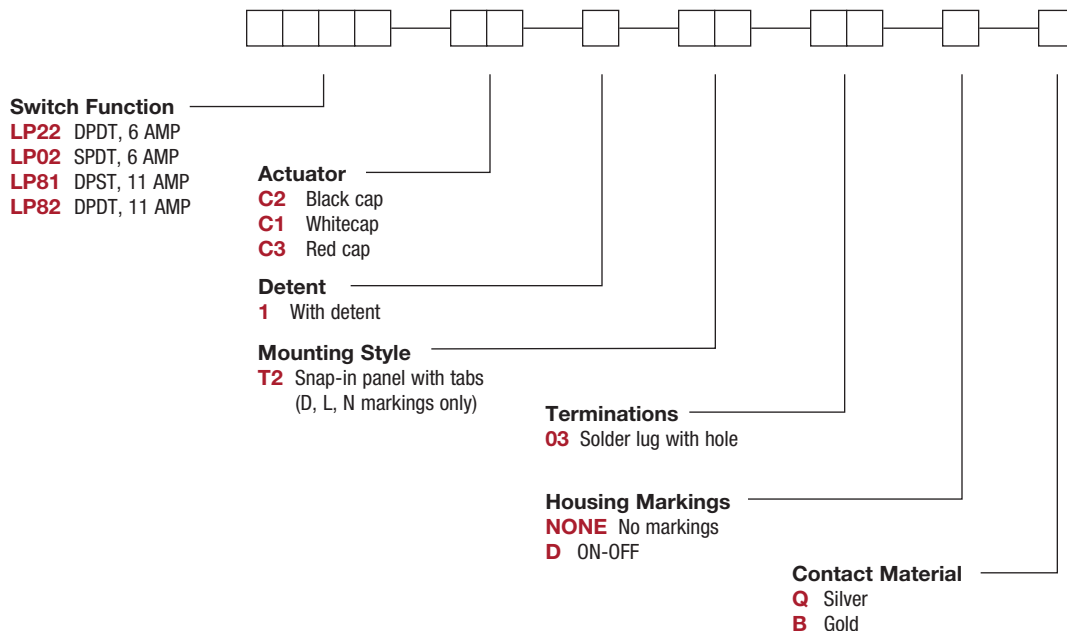 Switch Function
LP22 DPDT, 6 AMP
LP02 SPDT, 6 AMP
LP81 DPST, 11 AMP
LP82 DPDT, 11 AMP
Actuator
C2 Black cap
C1 Whitecap
C3 Red cap
Detent
1 With detent
Mounting Style
T2 Snap-in panel with tabs
(D, L, N markings only)
Terminations
03 Solder lug with hole
Housing Markings
NONE No markings
D ON-OFF
Contact Material
Q Silver
B Gold